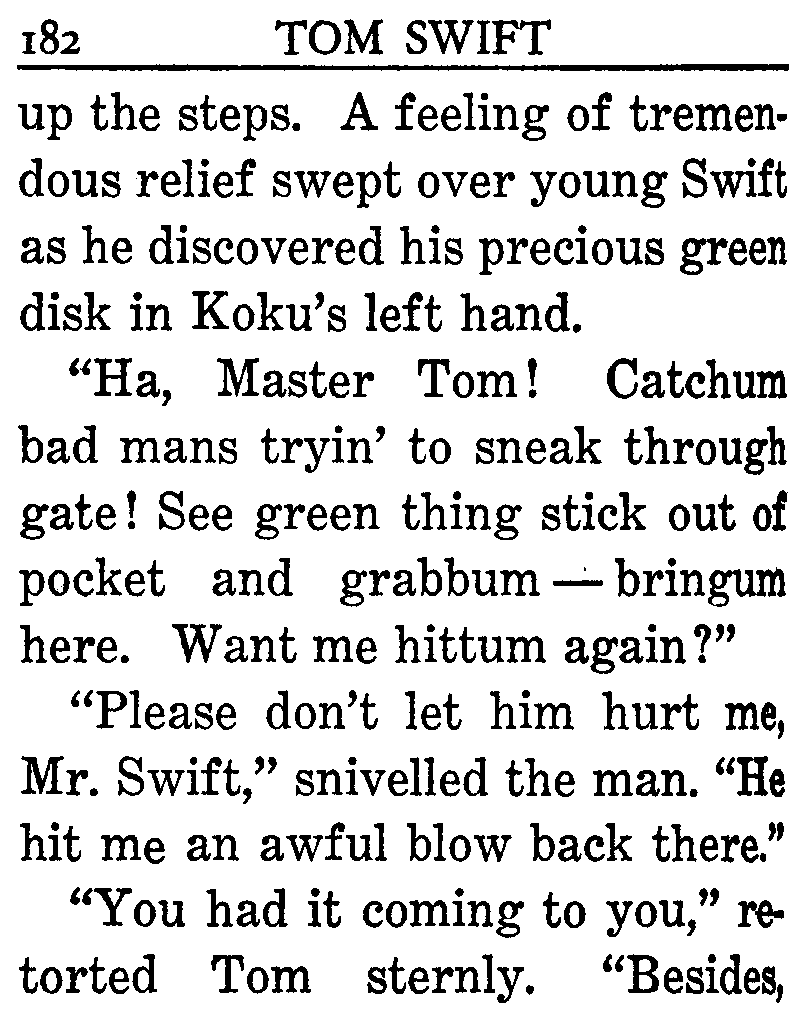 182 TOM SWIFT
up the steps. A feeling of tremen-
dous relief swept over young Swift
as he discovered his precious green
disk in Koku's left hand.
"Ha, Master Tom! Catchum
bad mans tryin' to sneak through
gate! See green thing stick out of
pocket and grabbum — bringum
here. Want me hittum again?"
"Please don't let him hurt me,
Mr. Swift," snivelled the man. "He
hit me an awful blow back there."
"You had it coming to you," re-
torted Tom sternly. "Besides,